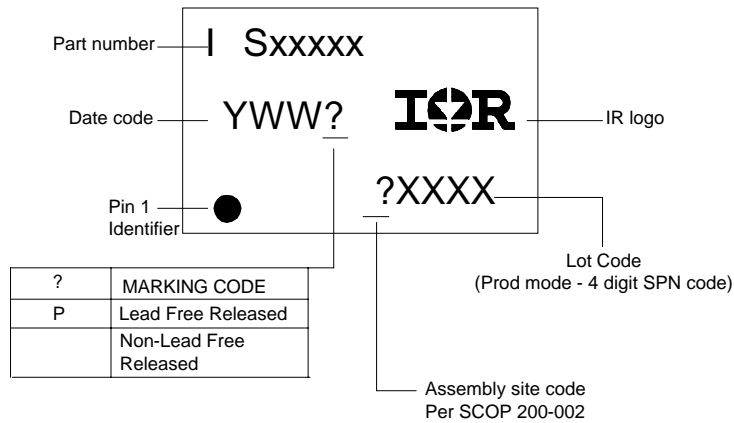 Part number
I Sxxxxx
Date code
YWW?
IOR
IR logo
?XXXX
Pin 1
Identifier
Lot Code
(Prod mode - 4 digit SPN code)
? MARKING CODE
P Lead Free Released
Non-Lead Free
Released
Assembly site code
Per SCOP 200-002